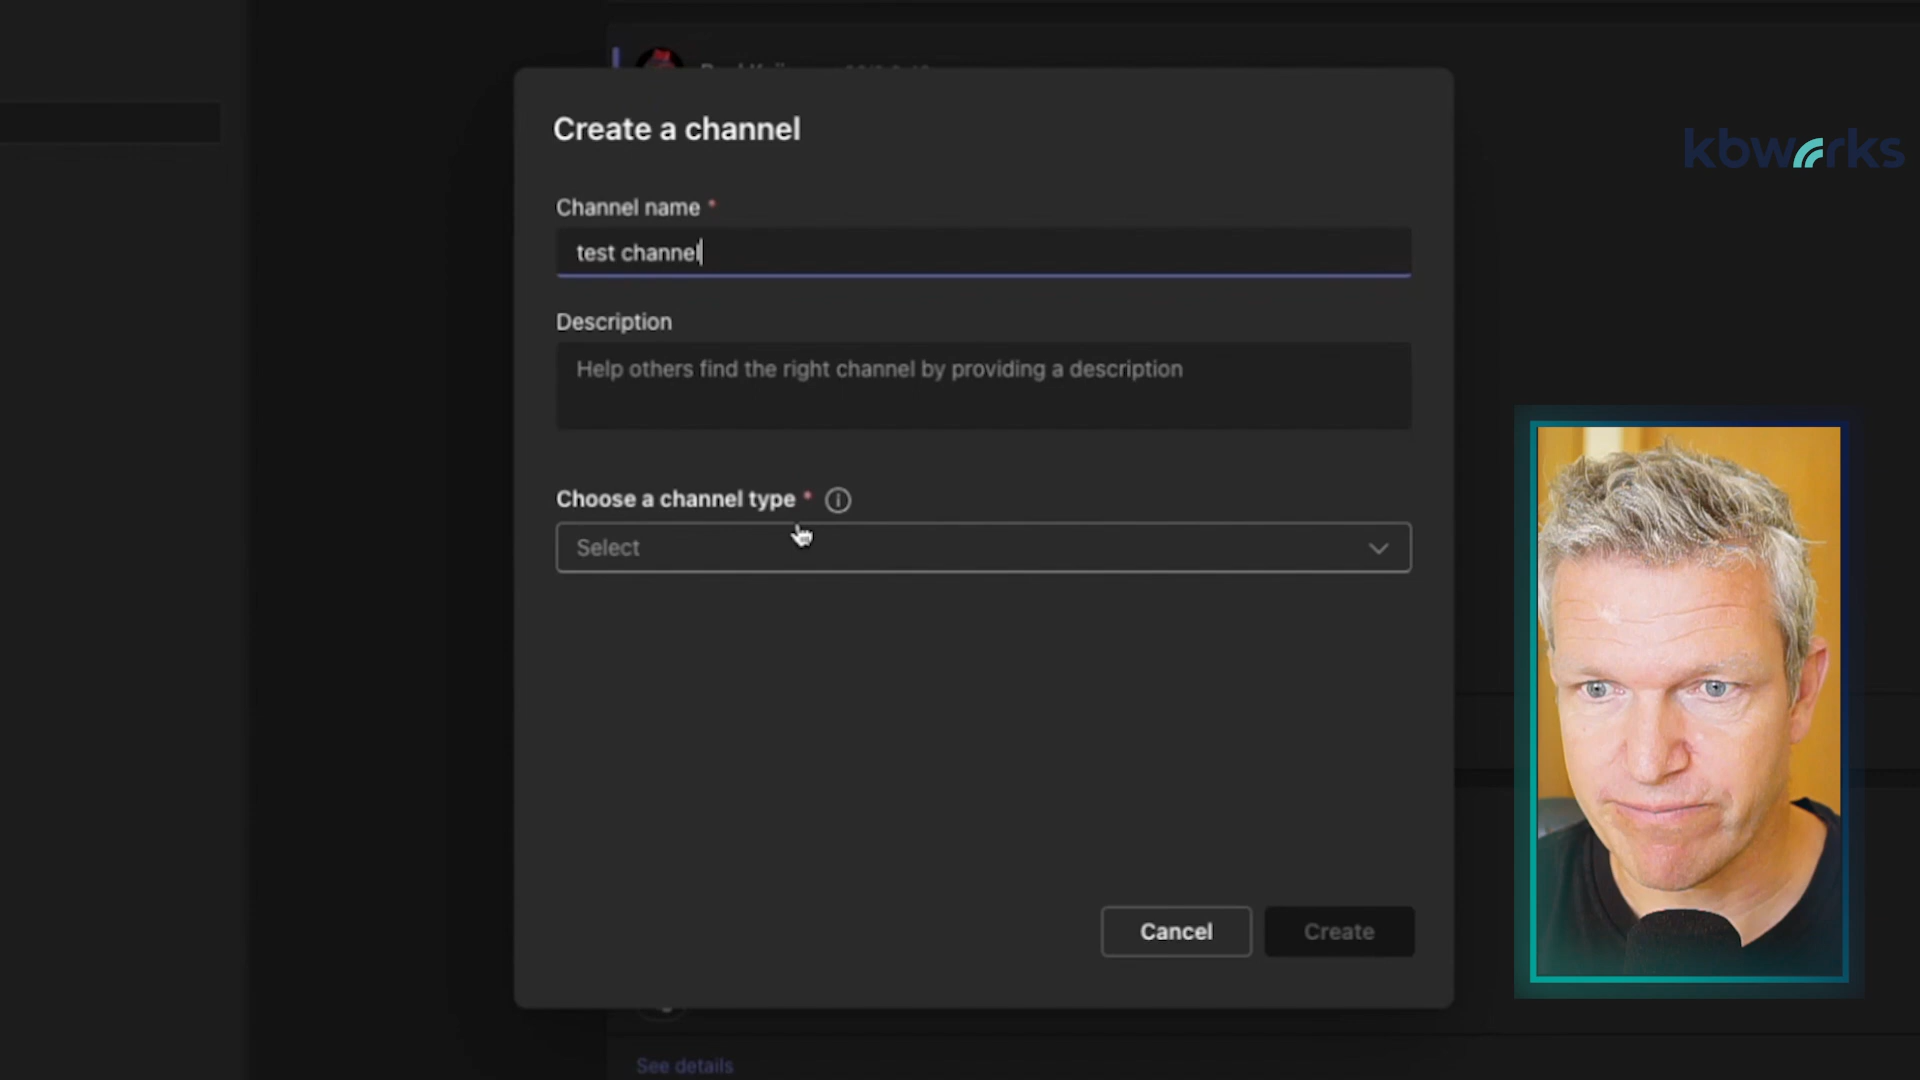 Create a channel
kbworks
Channel name *
test channel
Description
Help others find the right channel by providing a description
Choose a channel type *
Select
Cancel
Create
See details